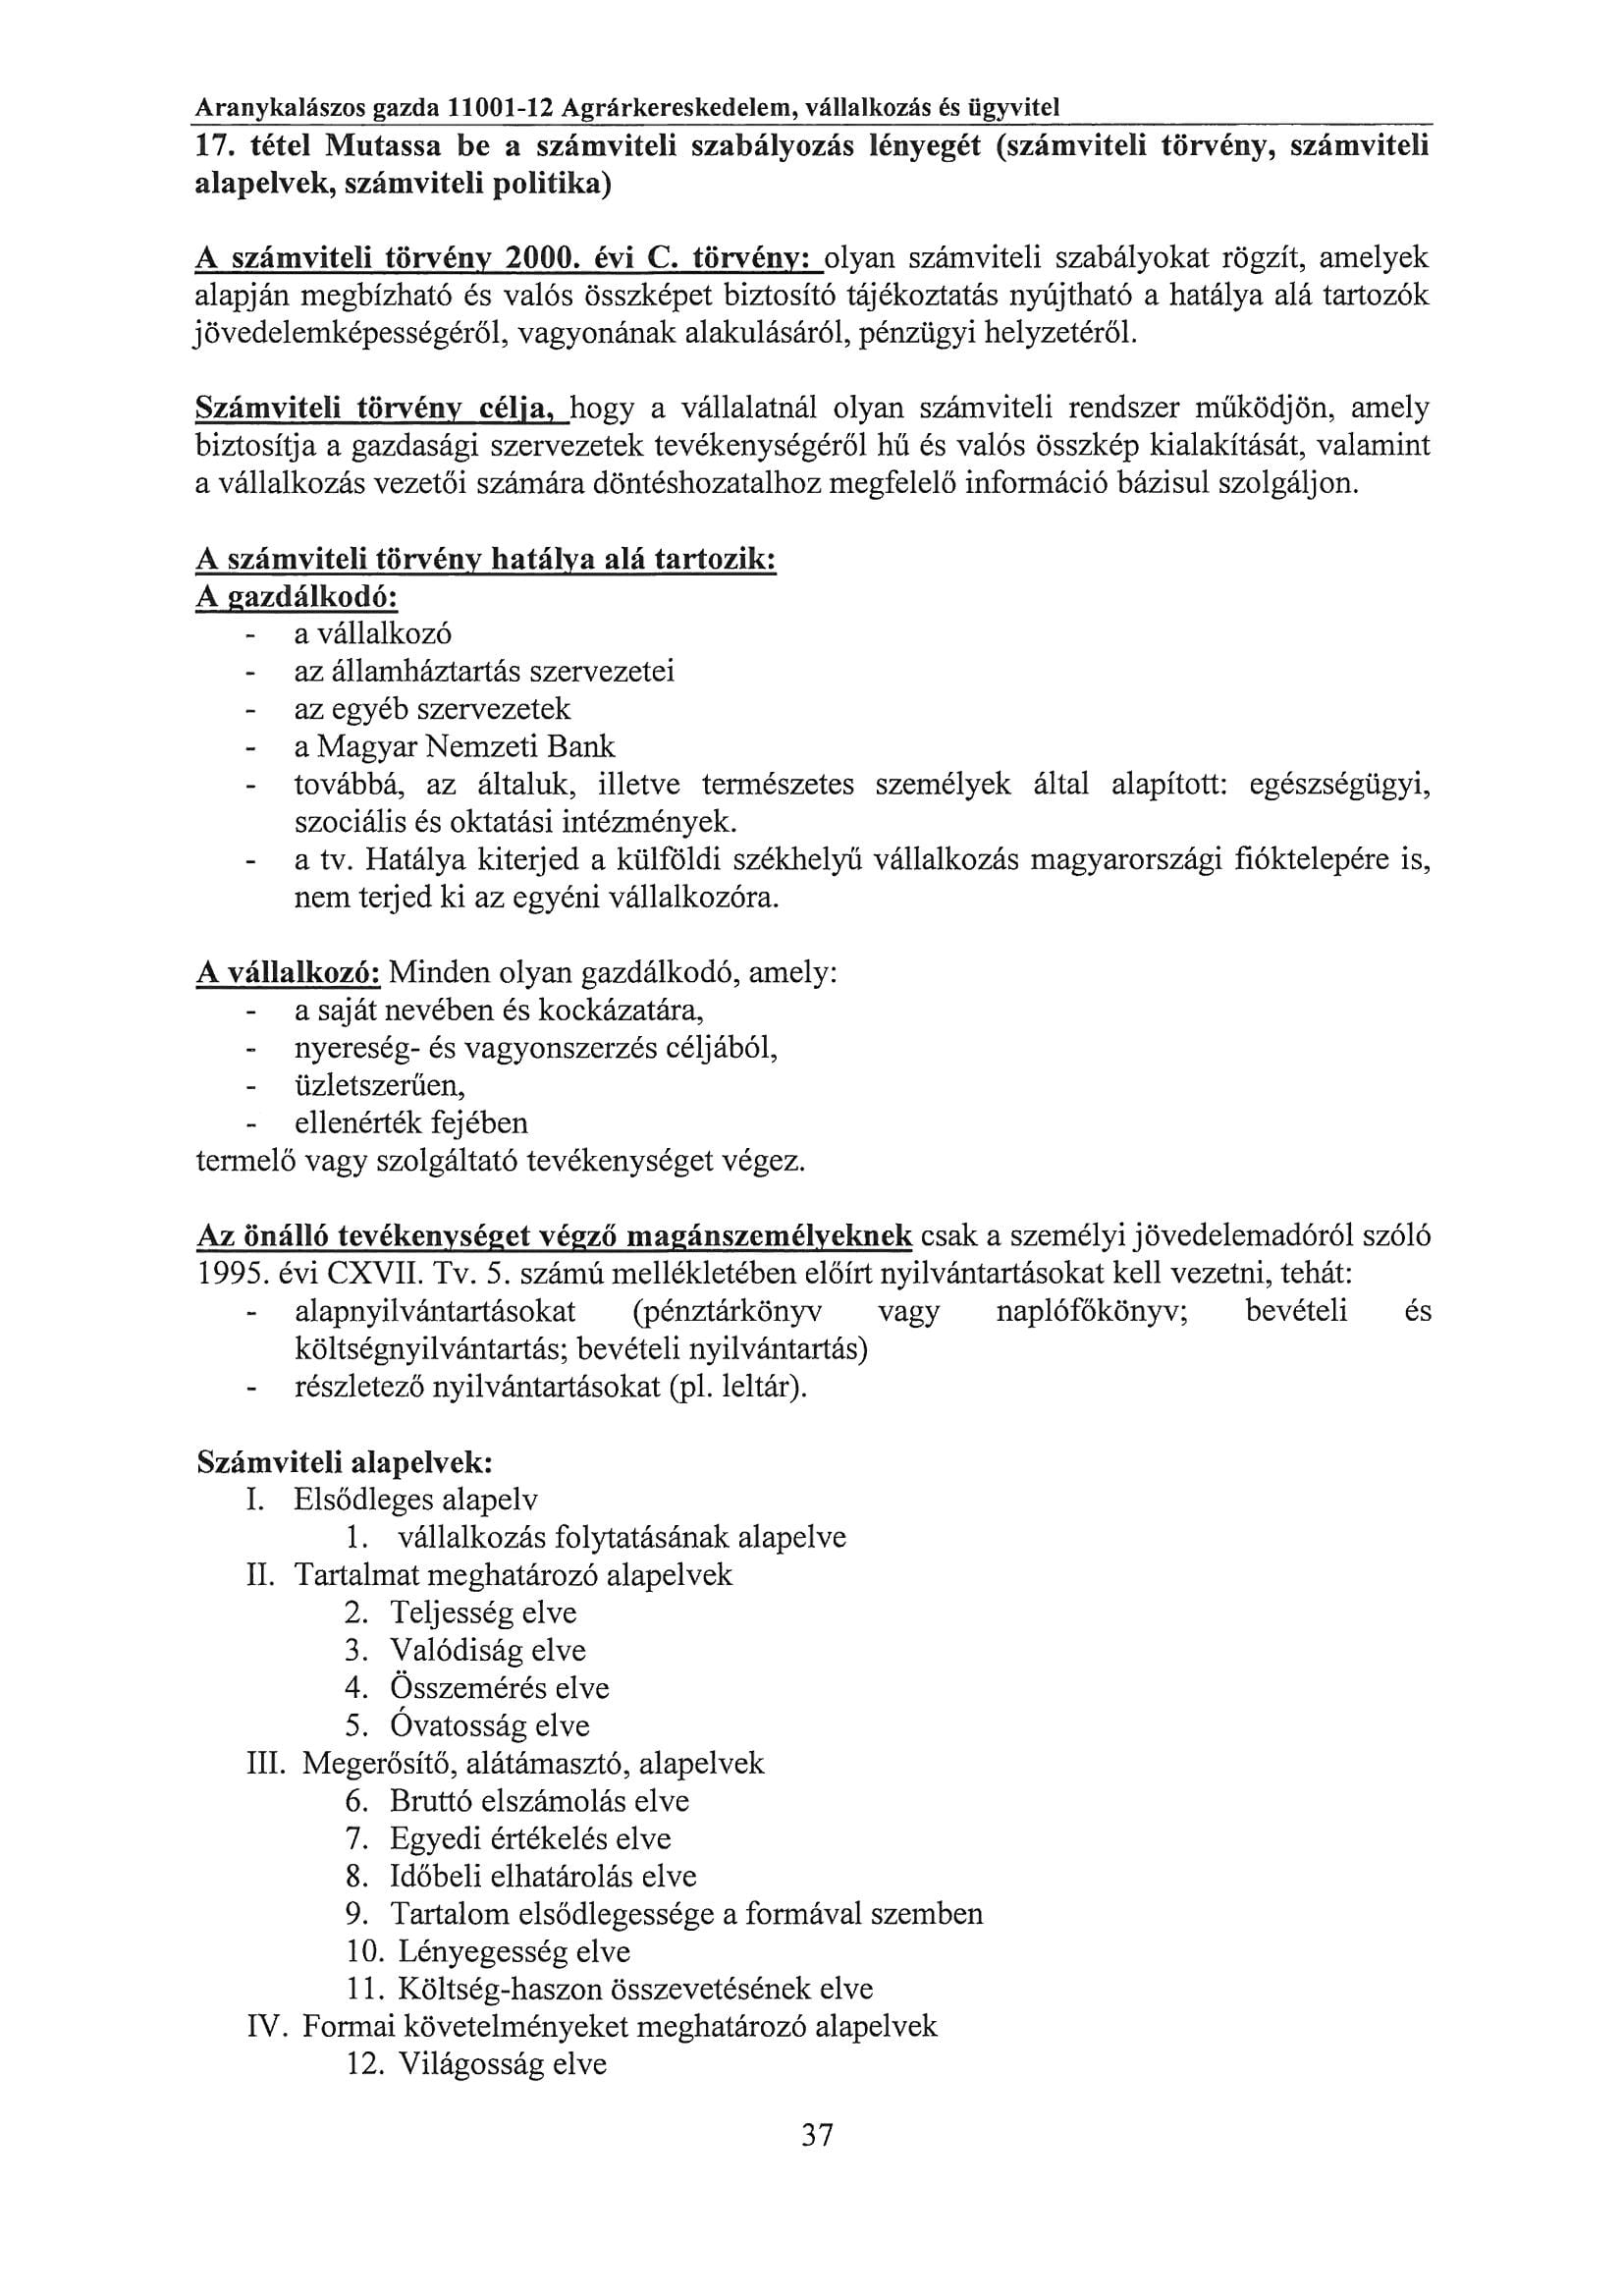 Aranykalászos gazda 11001-12 Agrárkereskedelem, vállalkozás és ügyvitel
17. tétel Mutassa be a számviteli szabályozás lényegét (számviteli törvény, számviteli
alapelvek, számviteli politika)
A számviteli törvény 2000. évi C. törvény: olyan számviteli szabályokat rögzít, amelyek
alapján megbízható és valós összképet biztosító tájékoztatás nyújtható a hatálya alá tartozók
jövedelemképességéről, vagyonának alakulásáról, pénzügyi helyzetéről.
Számviteli törvény célja, hogy a vállalatnál olyan számviteli rendszer működjön, amely
biztosítja a gazdasági szervezetek tevékenységéről hű és valós összkép kialakítását, valamint
a vállalkozás vezetői számára döntéshozatalhoz megfelelő információ bázisul szolgáljon.
A számviteli törvény hatálya alá tartozik:
A gazdálkodó:
- a vállalkozó
- az államháztartás szervezetei
- az egyéb szervezetek
- a Magyar Nemzeti Bank
- továbbá, az általuk, illetve természetes személyek által alapított: egészségügyi,
szociális és oktatási intézmények.
- a tv. Hatálya kiterjed a külföldi székhelyű vállalkozás magyarországi fióktelepére is,
nem terjed ki az egyéni vállalkozóra.
A vállalkozó: Minden olyan gazdálkodó, amely:
- a saját nevében és kockázatára,
- nyereség- és vagyonszerzés céljából,
- üzletszerűen,
- ellenérték fejében
termelő vagy szolgáltató tevékenységet végez.
Az önálló tevékenységet végző magánszemélyeknek csak a személyi jövedelemadóról szóló
1995. évi CXVII. Tv. 5. számú mellékletében előírt nyilvántartásokat kell vezetni, tehát:
- alapnyilvántartásokat (pénztárkönyv vagy naplófőkönyv; bevételi és
költségnyilvántartás; bevételi nyilvántartás)
- részletező nyilvántartásokat (pl. leltár).
Számviteli alapelvek:
I. Elsődleges alapelv
1. vállalkozás folytatásának alapelve
II. Tartalmat meghatározó alapelvek
2. Teljesség elve
3. Valódiság elve
4. Összemérés elve
5. Óvatosság elve
III. Megerősítő, alátámasztó, alapelvek
6. Bruttó elszámolás elve
7. Egyedi értékelés elve
8. Időbeli elhatárolás elve
9. Tartalom elsődlegessége a formával szemben
10. Lényegesség elve
11. Költség-haszon összevetésének elve
IV. Formai követelményeket meghatározó alapelvek
12. Világosság elve
37